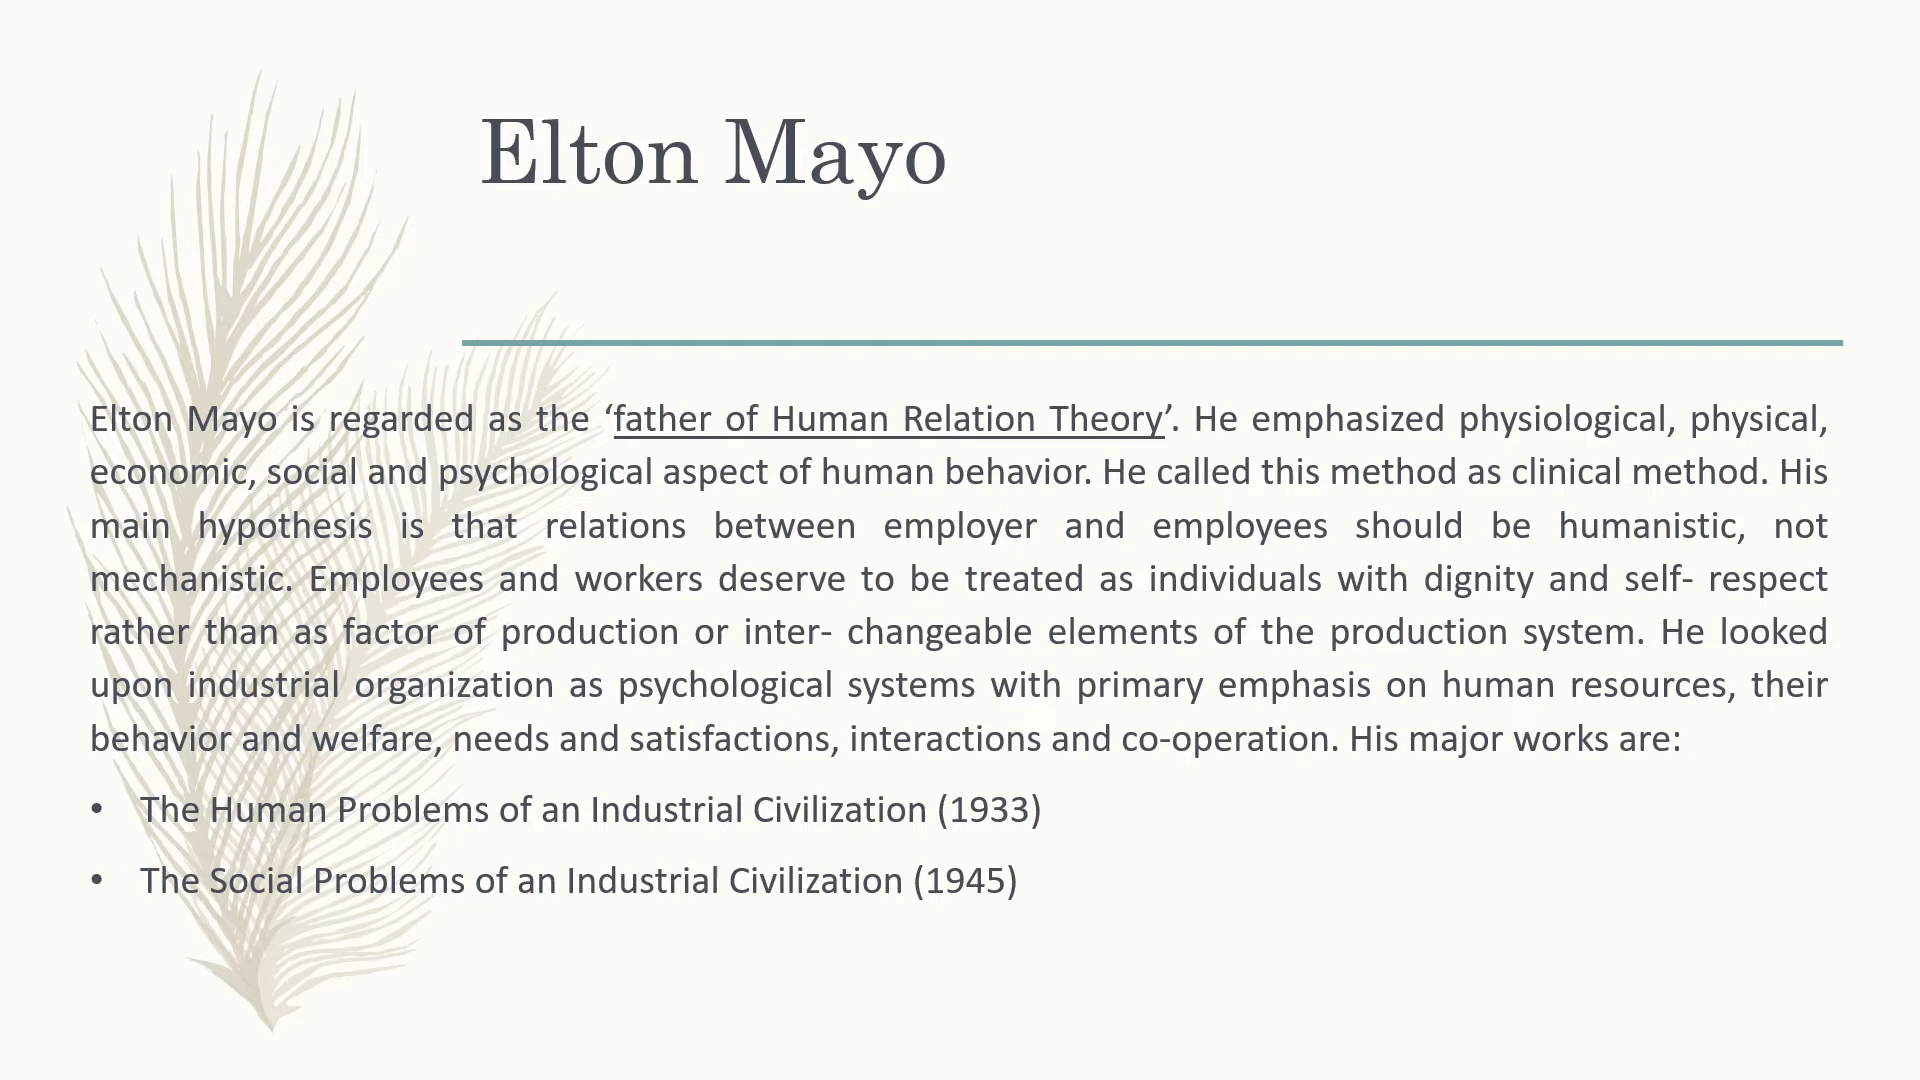 Elton Mayo
Elton Mayo is regarded as the ‘father of Human Relation Theory’. He emphasized physiological, physical,
economic, social and psychological aspect of human behavior. He called this method as clinical method. His
main hypothesis is that relations between employer and employees should be humanistic, not
mechanistic. Employees and workers deserve to be treated as individuals with dignity and self- respect
rather than as factor of production or inter- changeable elements of the production system. He looked
upon industrial organization as psychological systems with primary emphasis on human resources, their
behavior and welfare, needs and satisfactions, interactions and co-operation. His major works are:
• The Human Problems of an Industrial Civilization (1933)
• The Social Problems of an Industrial Civilization (1945)